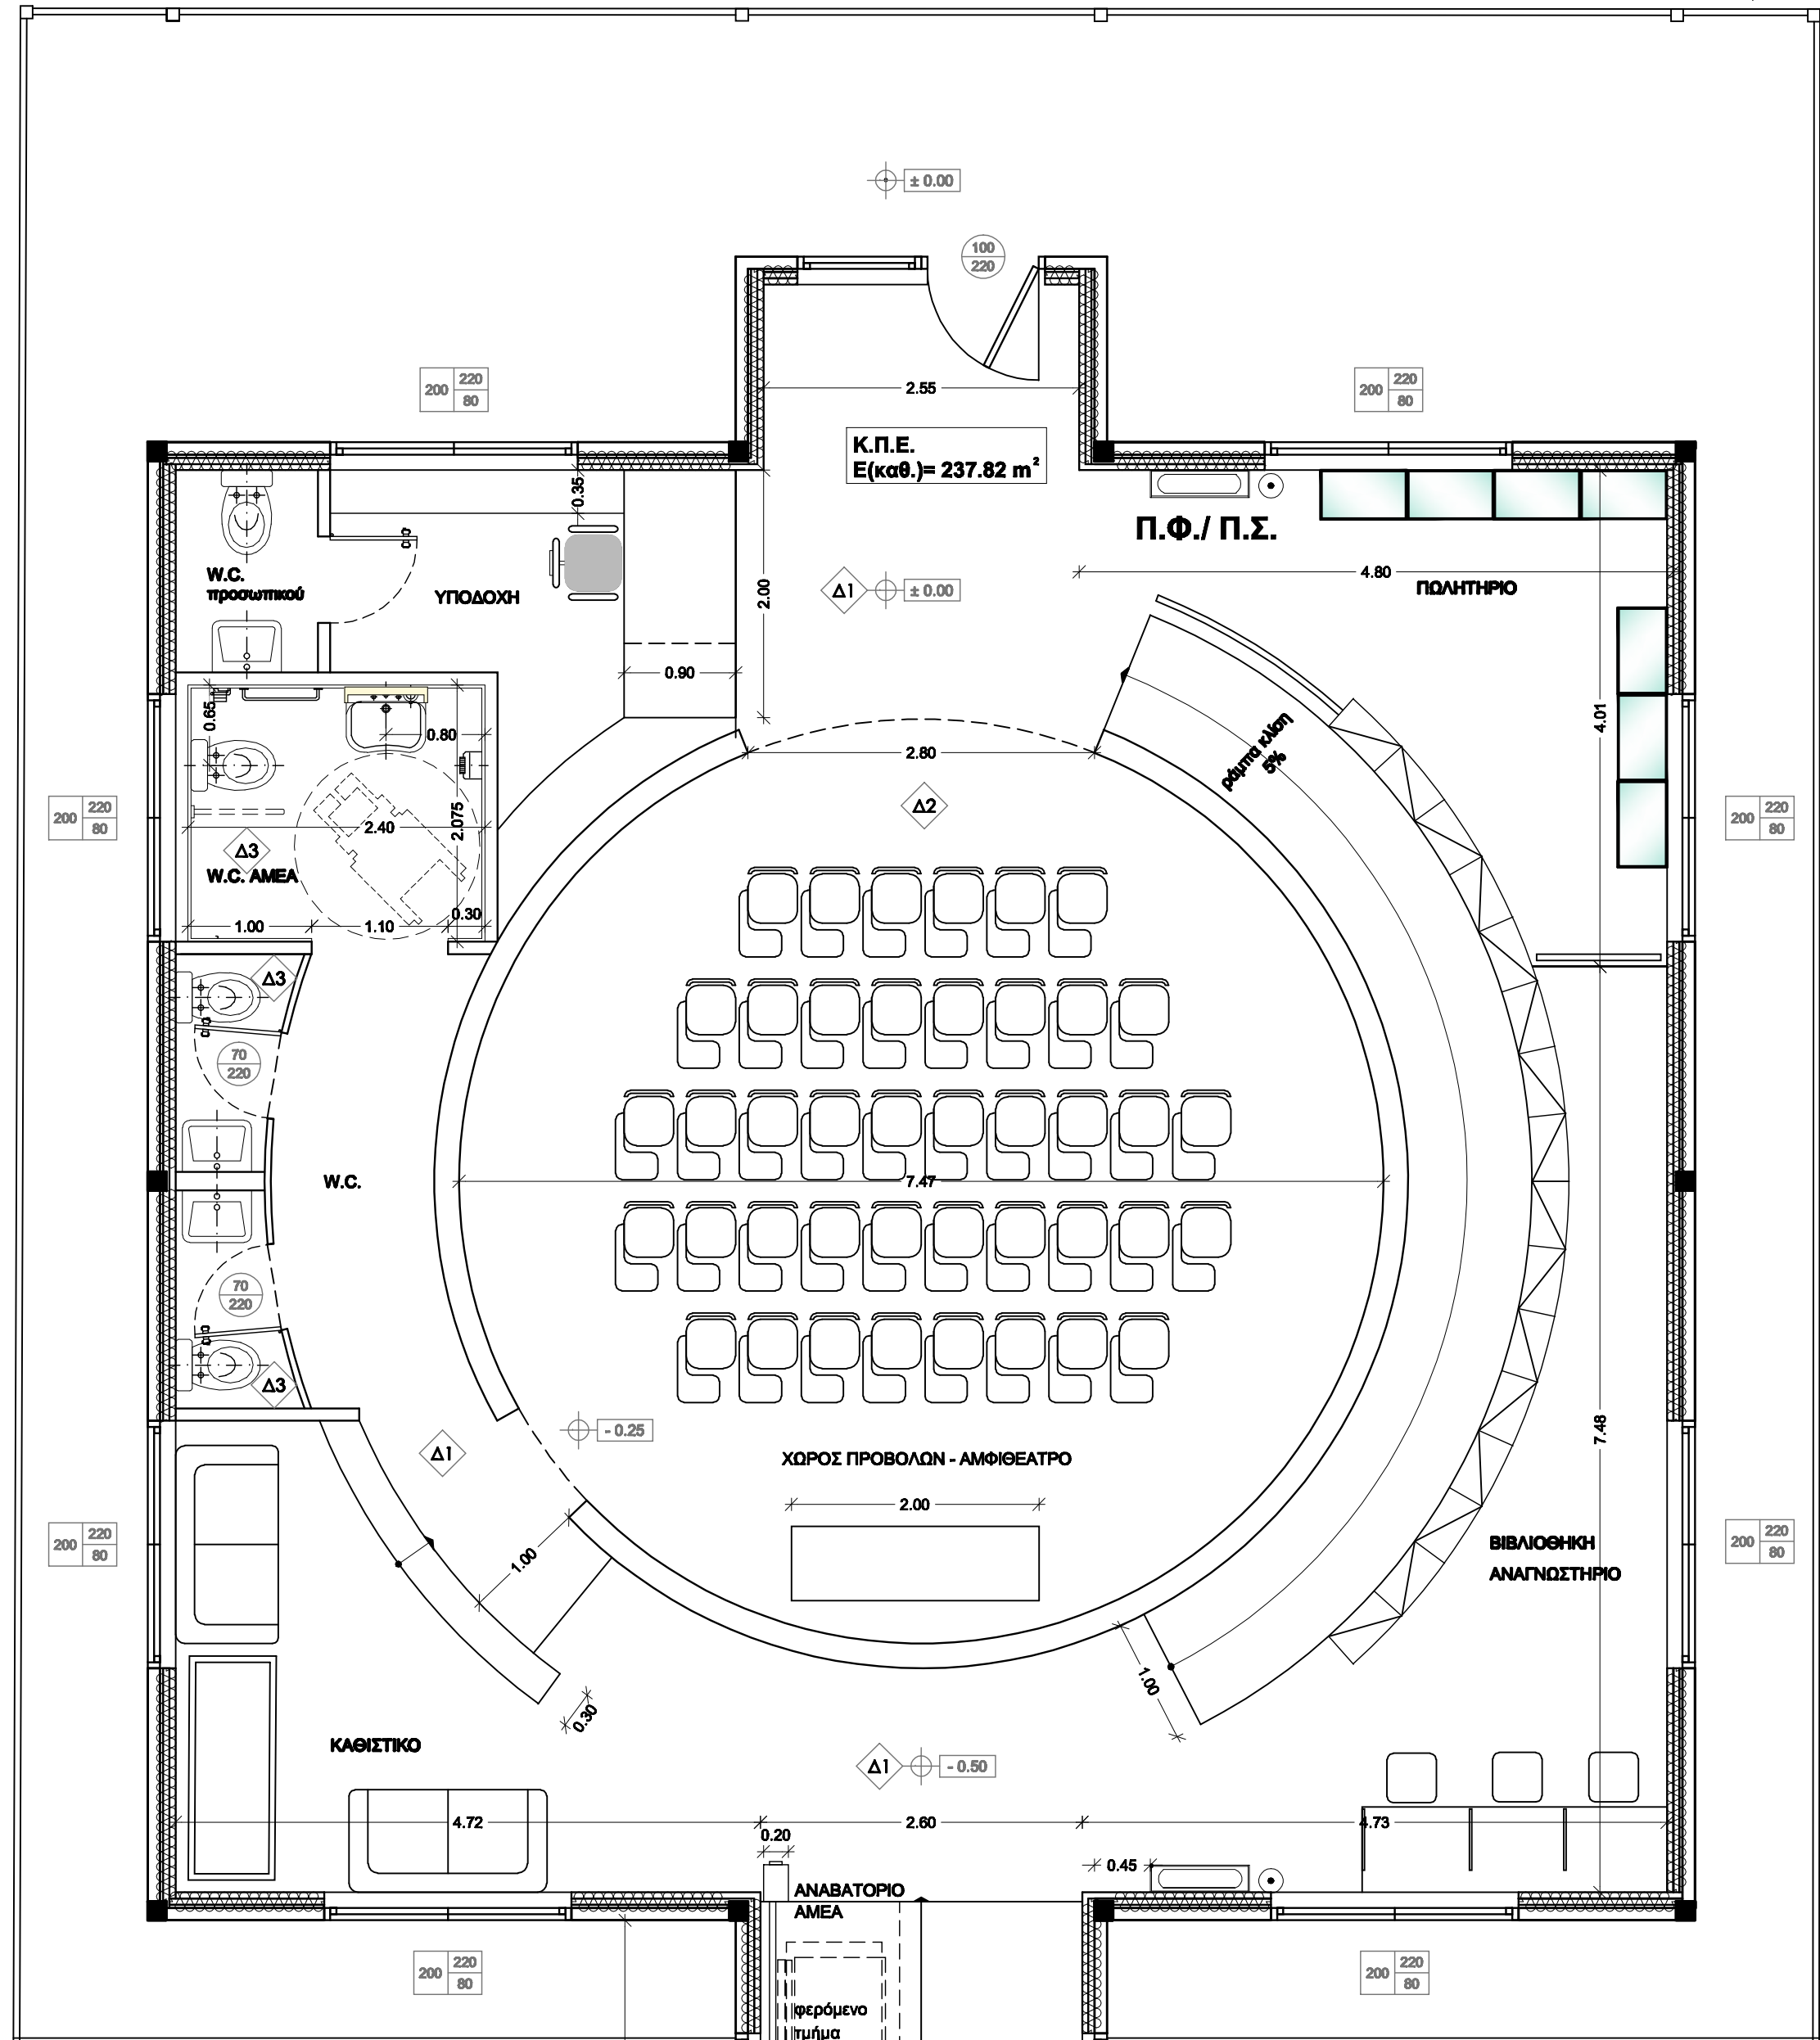 ± 0.00
100
220
220
200
80
220
200
80
2.55
Κ.Π.Ε.
Ε(καθ.)= 237.82 m²
0.35
Π.Φ./ Π.Σ.
W.C.
προσωπικού
ΥΠΟΔΟΧΗ
2.00
Δ1
± 0.00
4.80
ΠΩΛΗΤΗΡΙΟ
0.90
0.65
0.80
2.80
ράμπα κλίση
5%
4.01
220
200
80
2.40
2.075
Δ2
220
200
80
Δ3
W.C. ΑΜΕΑ
1.00
1.10
0.30
Δ3
70
220
W.C.
7.47
70
220
Δ3
- 0.25
Δ1
ΧΩΡΟΣ ΠΡΟΒΟΛΩΝ - ΑΜΦΙΘΕΑΤΡΟ
7.48
2.00
220
200
80
1.00
ΒΙΒΛΙΟΘΗΚΗ
ΑΝΑΓΝΩΣΤΗΡΙΟ
220
200
80
1.00
0.30
ΚΑΘΙΣΤΙΚΟ
Δ1
- 0.50
4.72
2.60
4.73
0.20
0.45
ΑΝΑΒΑΤΟΡΙΟ
ΑΜΕΑ
220
200
80
220
200
80
φερόμενο
τμήμα